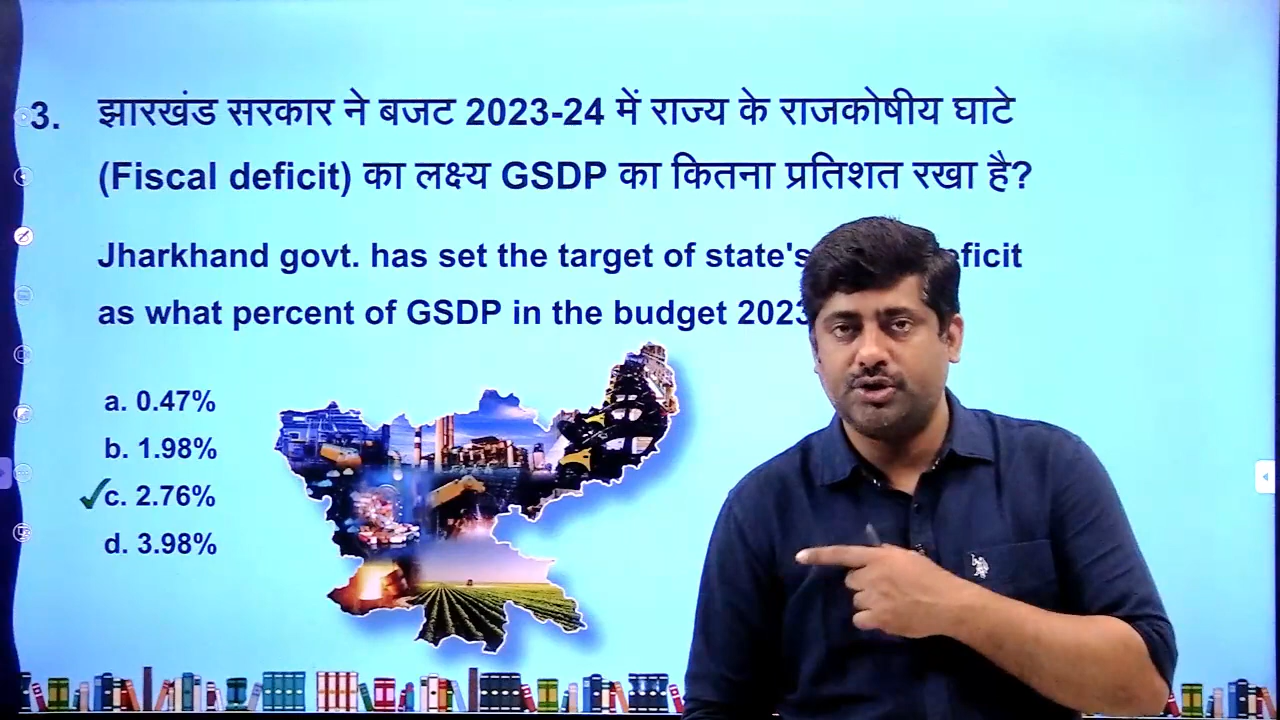 3. झारखंड सरकार ने बजट 2023-24 में राज्य के राजकोषीय घाटे
(Fiscal deficit) का लक्ष्य GSDP का कितना प्रतिशत रखा है?
Jharkhand govt. has set the target of state's
as what percent of GSDP in the budget
a. 0.47%
b. 1.98%
c. 2.76%
d. 3.98%